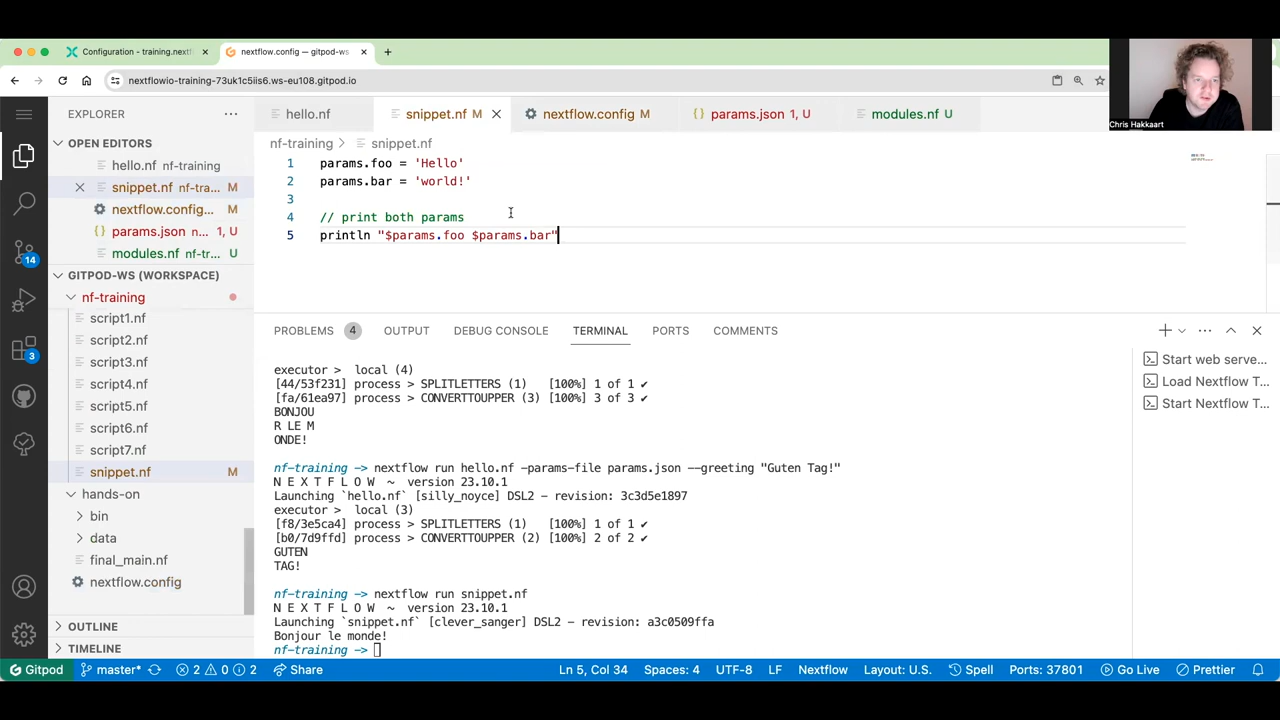 Configuration - training.nextfl
nextflow.config — gitpod-ws-
nextflowio-training-73uk1c5iis6.ws-eu108.gitpod.io
Chris Hakkaart
EXPLORER
hello.nf
snippet.nf M
nextflow.config M
params.json 1, U
modules.nf U
nf-training > snippet.nf
OPEN EDITORS
hello.nf nf-training
snippet.nf nf-tra... M
nextflow.config... M
params.json n... 1, U
modules.nf nf-tr... U
GITPOD-WS (WORKSPACE)
nf-training
script1.nf
script2.nf
script3.nf
script4.nf
script5.nf
script6.nf
script7.nf
snippet.nf M
hands-on
bin
data
final_main.nf
nextflow.config
OUTLINE
TIMELINE
14
3
1 params.foo = 'Hello'
2 params.bar = 'world!'
3
4 // print both params
5 println "$params.foo $params.bar"
PROBLEMS 4 OUTPUT DEBUG CONSOLE TERMINAL PORTS COMMENTS
executor > local (4)
[44/53f231] process > SPLITLETTERS (1) [100%] 1 of 1 ✔
[fa/61ea97] process > CONVERTTOUPPER (3) [100%] 3 of 3 ✔
BONJOU
R LE M
ONDE!
nf-training -> nextflow run hello.nf -params-file params.json --greeting "Guten Tag!"
N E X T F L O W ~ version 23.10.1
Launching `hello.nf` [silly_noyce] DSL2 - revision: 3c3d5e1897
executor > local (3)
[f8/3e5ca4] process > SPLITLETTERS (1) [100%] 1 of 1 ✔
[b0/7d9ffd] process > CONVERTTOUPPER (2) [100%] 2 of 2 ✔
GUTEN
TAG!
nf-training -> nextflow run snippet.nf
N E X T F L O W ~ version 23.10.1
Launching `snippet.nf` [clever_sanger] DSL2 - revision: a3c0509ffa
Bonjour le monde!
nf-training ->
Start web serve...
Load Nextflow T...
Start Nextflow T...
Gitpod master* 2 0 2 Share Ln 5, Col 34 Spaces: 4 UTF-8 LF Nextflow Layout: U.S. Spell Ports: 37801 Go Live Prettier